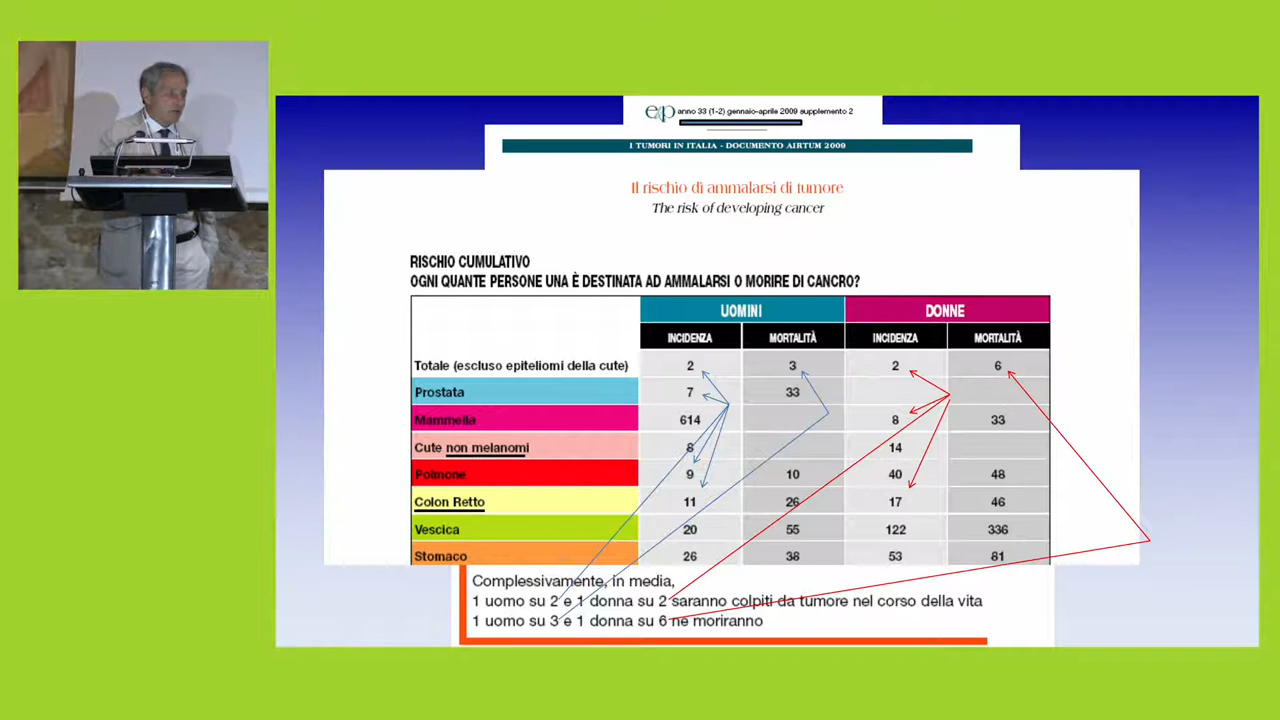 e&p anno 33 (1-2) gennaio-aprile 2009 supplemento 2
I TUMORI IN ITALIA - DOCUMENTO AIRTUM 2009
Il rischio di ammalarsi di tumore
The risk of developing cancer
RISCHIO CUMULATIVO
OGNI QUANTE PERSONE UNA È DESTINATA AD AMMALARSI O MORIRE DI CANCRO?
UOMINI DONNE
INCIDENZA MORTALITÀ INCIDENZA MORTALITÀ
Totale (escluso epiteliomi della cute) 2 3 2 6
Prostata 7 33
Mammella 614 8 33
Cute non melanomi 8 14
Polmone 9 10 40 48
Colon Retto 11 26 17 46
Vescica 20 55 122 336
Stomaco 26 38 53 81
Complessivamente, in media,
1 uomo su 2 e 1 donna su 2 saranno colpiti da tumore nel corso della vita
1 uomo su 3 e 1 donna su 6 ne moriranno